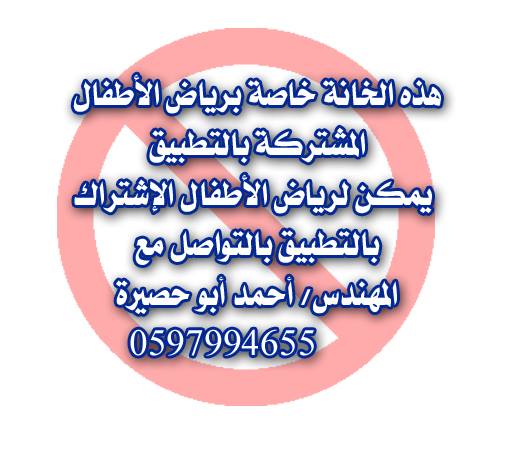 هذه الخانة خاصة برياض الأطفال
المشتركة بالتطبيق
يمكن لرياض الأطفال الإشتراك
بالتطبيق بالتواصل مع
المهندس/ أحمد أبو حصيرة
0597994655